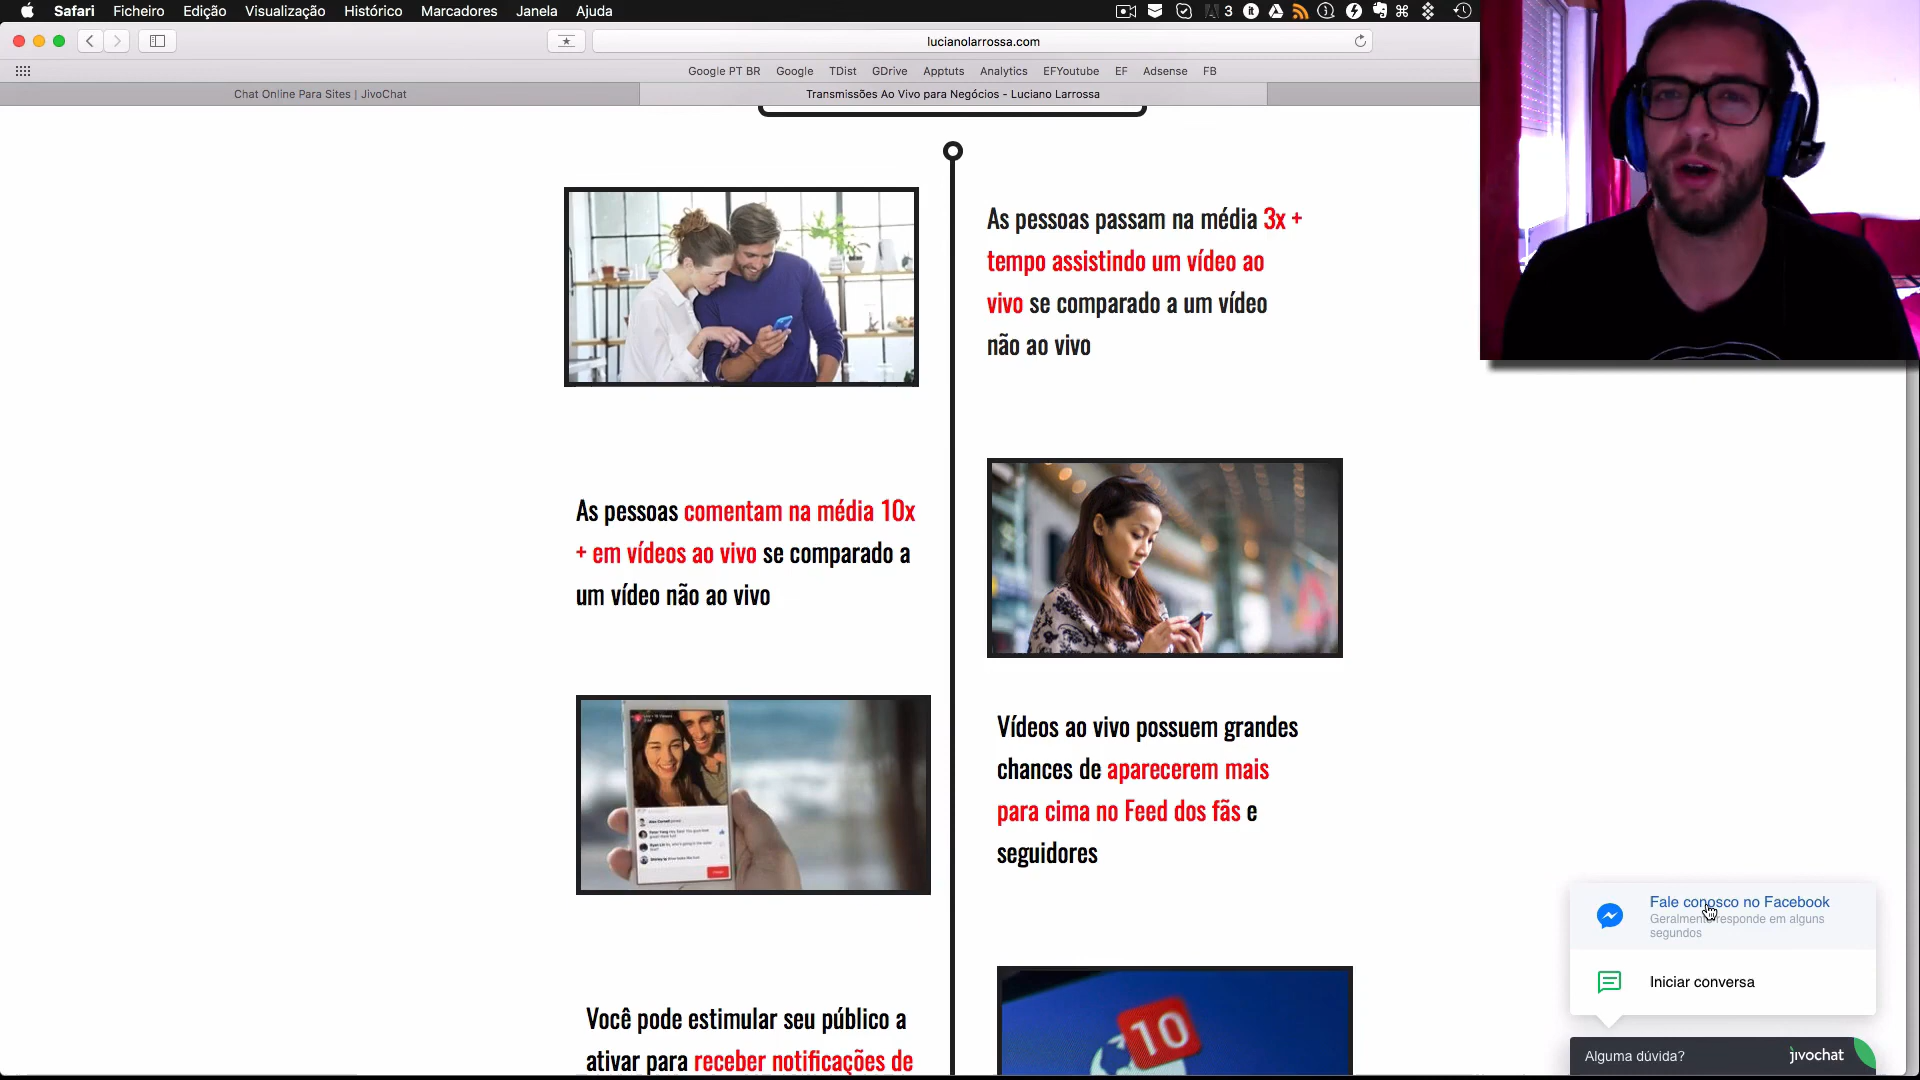 Safari Ficheiro Edição Visualização Histórico Marcadores Janela Ajuda
3
lucianolarrossa.com
Google PT BR Google TDist GDrive Apptuts Analytics EFYoutube EF Adsense FB
Chat Online Para Sites | JivoChat
Transmissões Ao Vivo para Negócios - Luciano Larrossa
As pessoas passam na média 3x +
tempo assistindo um vídeo ao
vivo se comparado a um vídeo
não ao vivo
As pessoas comentam na média 10x
+ em vídeos ao vivo se comparado a
um vídeo não ao vivo
Vídeos ao vivo possuem grandes
chances de aparecerem mais
para cima no Feed dos fãs e
seguidores
Você pode estimular seu público a
ativar para receber notificações de
10
Fale conosco no Facebook
Geralmente responde em alguns
segundos
Iniciar conversa
Alguma dúvida?
jivochat